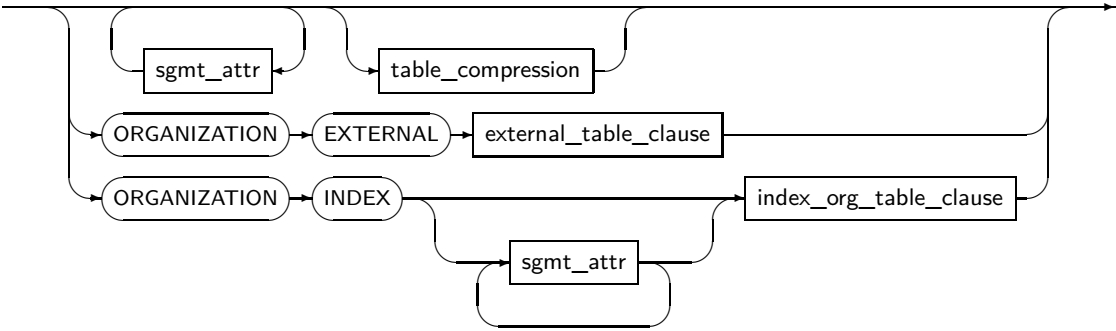 sgmt_attr table_compression
ORGANIZATION EXTERNAL external_table_clause
ORGANIZATION INDEX index_org_table_clause
sgmt_attr